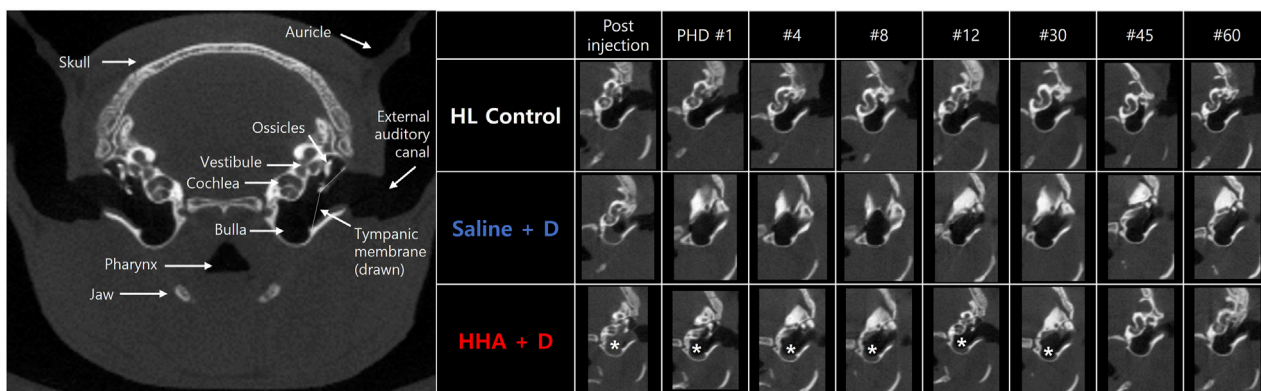 Auricle
Skull
External
auditory
canal
Ossicles
Vestibule
Cochlea
Bulla
Tympanic
membrane
(drawn)
Pharynx
Jaw
Post
injection
PHD #1
#4
#8
#12
#30
#45
#60
HL Control
Saline + D
HHA + D
*
*
*
*
*
*